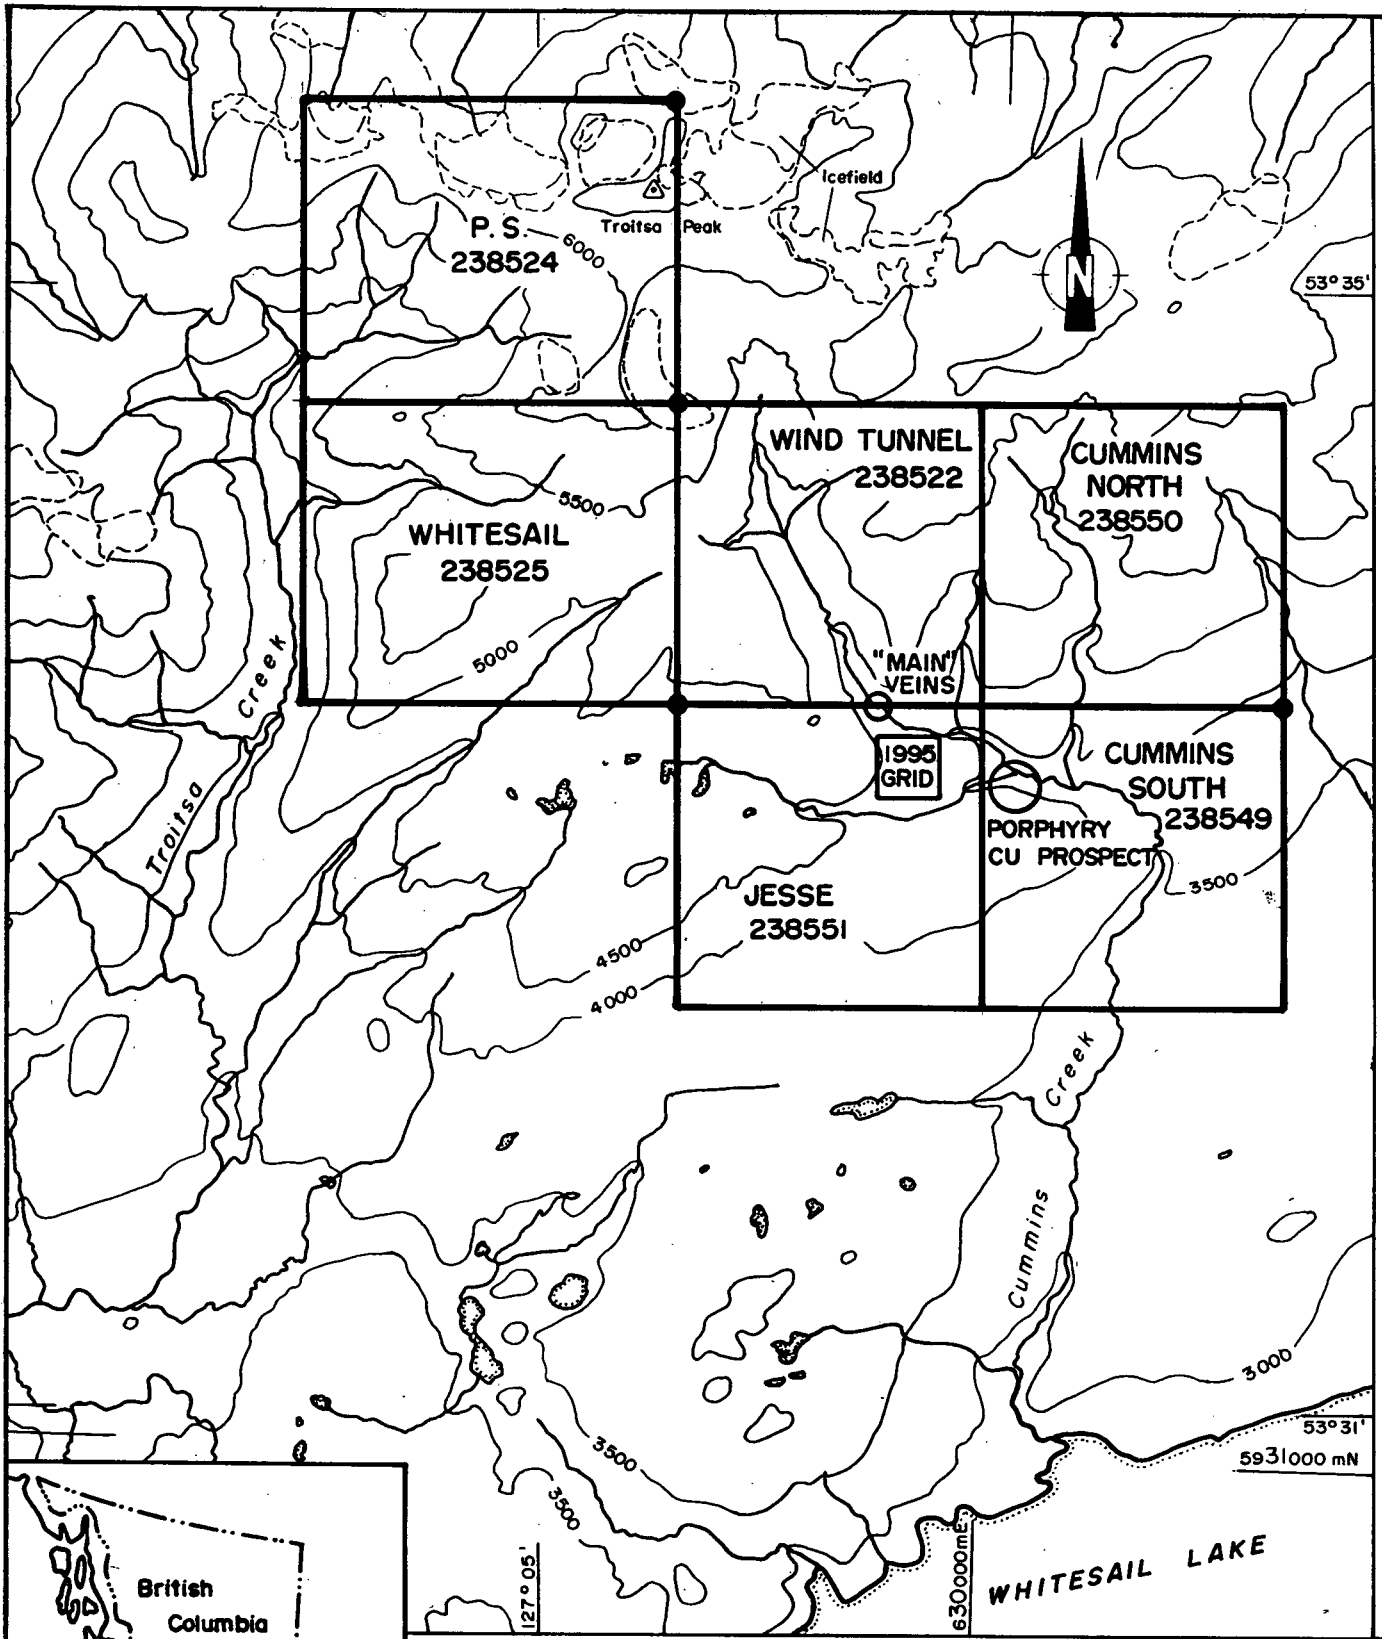 Icefield
P. S.
238524
6000
Troitsa Peak
N
53° 35'
WIND TUNNEL
238522
CUMMINS
NORTH
238550
5500
WHITESAIL
238525
5000
"MAIN"
VEINS
Troitsa Creek
1995
GRID
CUMMINS
SOUTH
238549
PORPHYRY
CU PROSPECT
3500
JESSE
238551
4500
4000
Cummins Creek
3000
53° 31'
5931000 mN
3500
3500
127° 05'
630000mE
WHITESAIL LAKE
British
Columbia